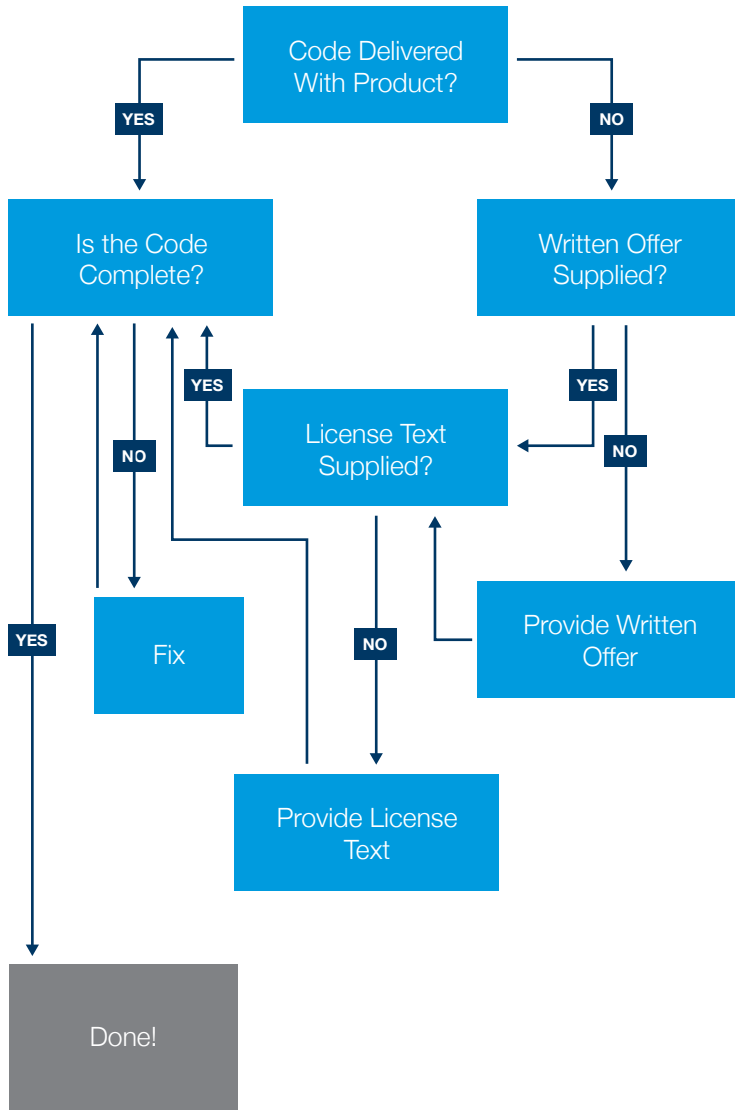 Code Delivered
With Product?
YES
NO
Is the Code
Complete?
Written Offer
Supplied?
YES
YES
License Text
Supplied?
NO
NO
Provide Written
Offer
YES
Fix
NO
Provide License
Text
Done!